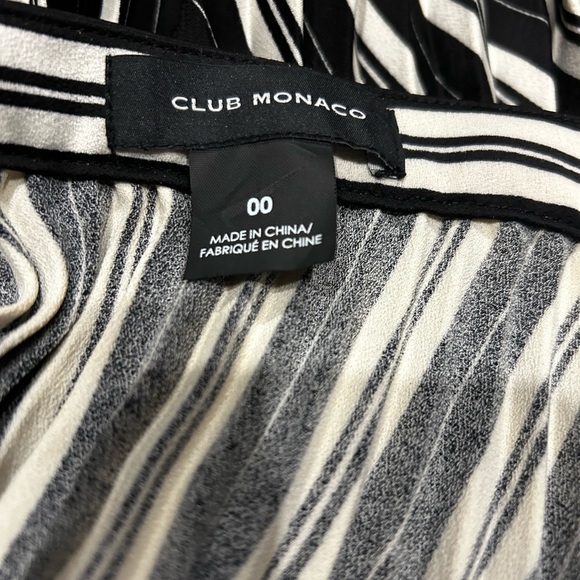 CLUB MONACO
00
MADE IN CHINA/
FABRIQUÉ EN CHINE